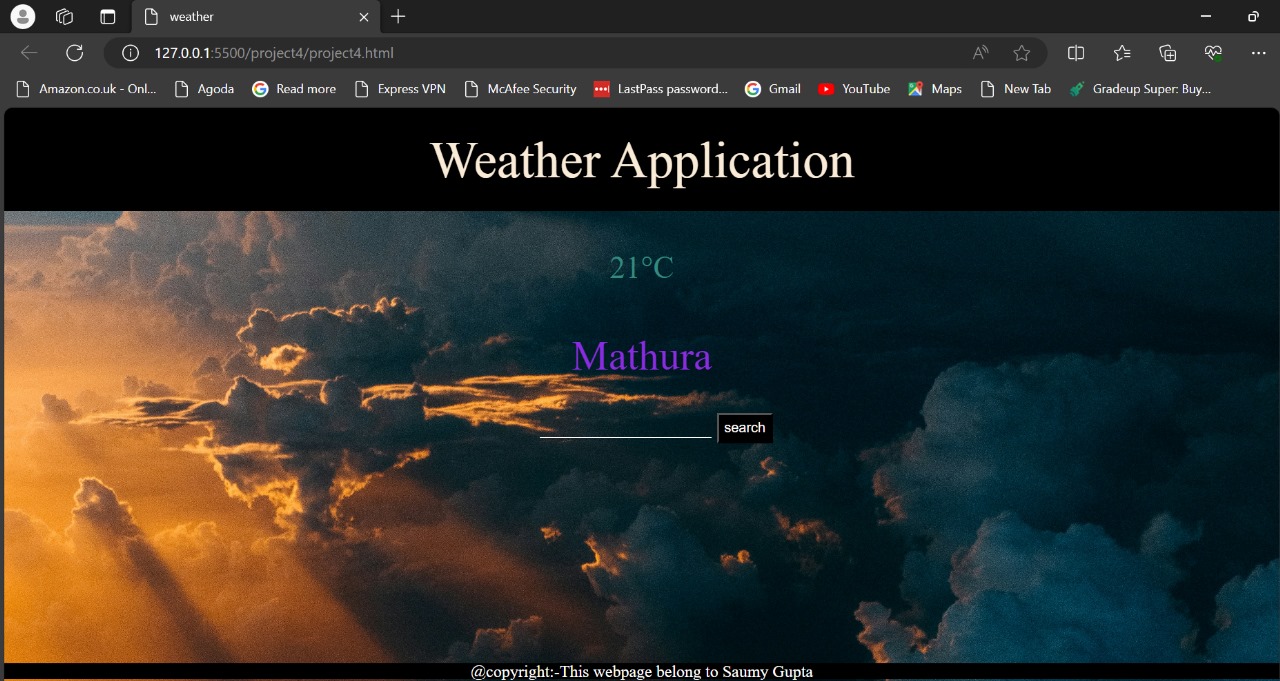 weather
127.0.0.1:5500/project4/project4.html
Amazon.co.uk - Onl... Agoda Read more Express VPN McAfee Security LastPass password... Gmail YouTube Maps New Tab Gradeup Super: Buy...
Weather Application
21°C
Mathura
search
@copyright:-This webpage belong to Saumy Gupta